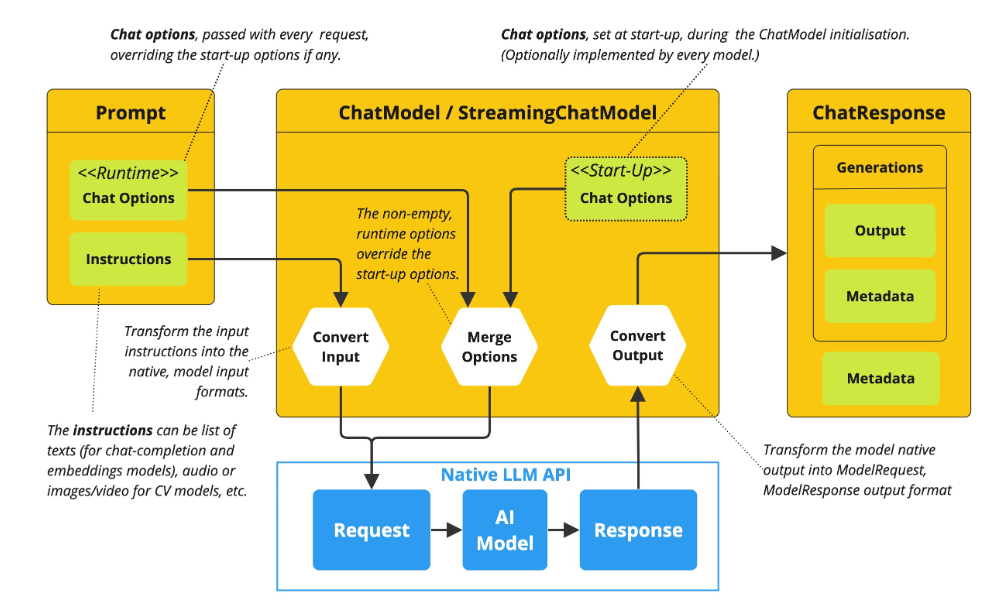 Chat options, passed with every request,
overriding the start-up options if any.
Chat options, set at start-up, during the ChatModel initialisation.
(Optionally implemented by every model.)
Prompt
<<Runtime>>
Chat Options
Instructions
ChatModel / StreamingChatModel
<<Start-Up>>
Chat Options
The non-empty,
runtime options
override the
start-up options.
Convert
Input
Merge
Options
Convert
Output
ChatResponse
Generations
Output
Metadata
Metadata
Transform the input
instructions into the
native, model input
formats.
The instructions can be list of
texts (for chat-completion and
embeddings models), audio or
images/video for CV models, etc.
Transform the model native
output into ModelRequest,
ModelResponse output format
Native LLM API
Request
AI
Model
Response